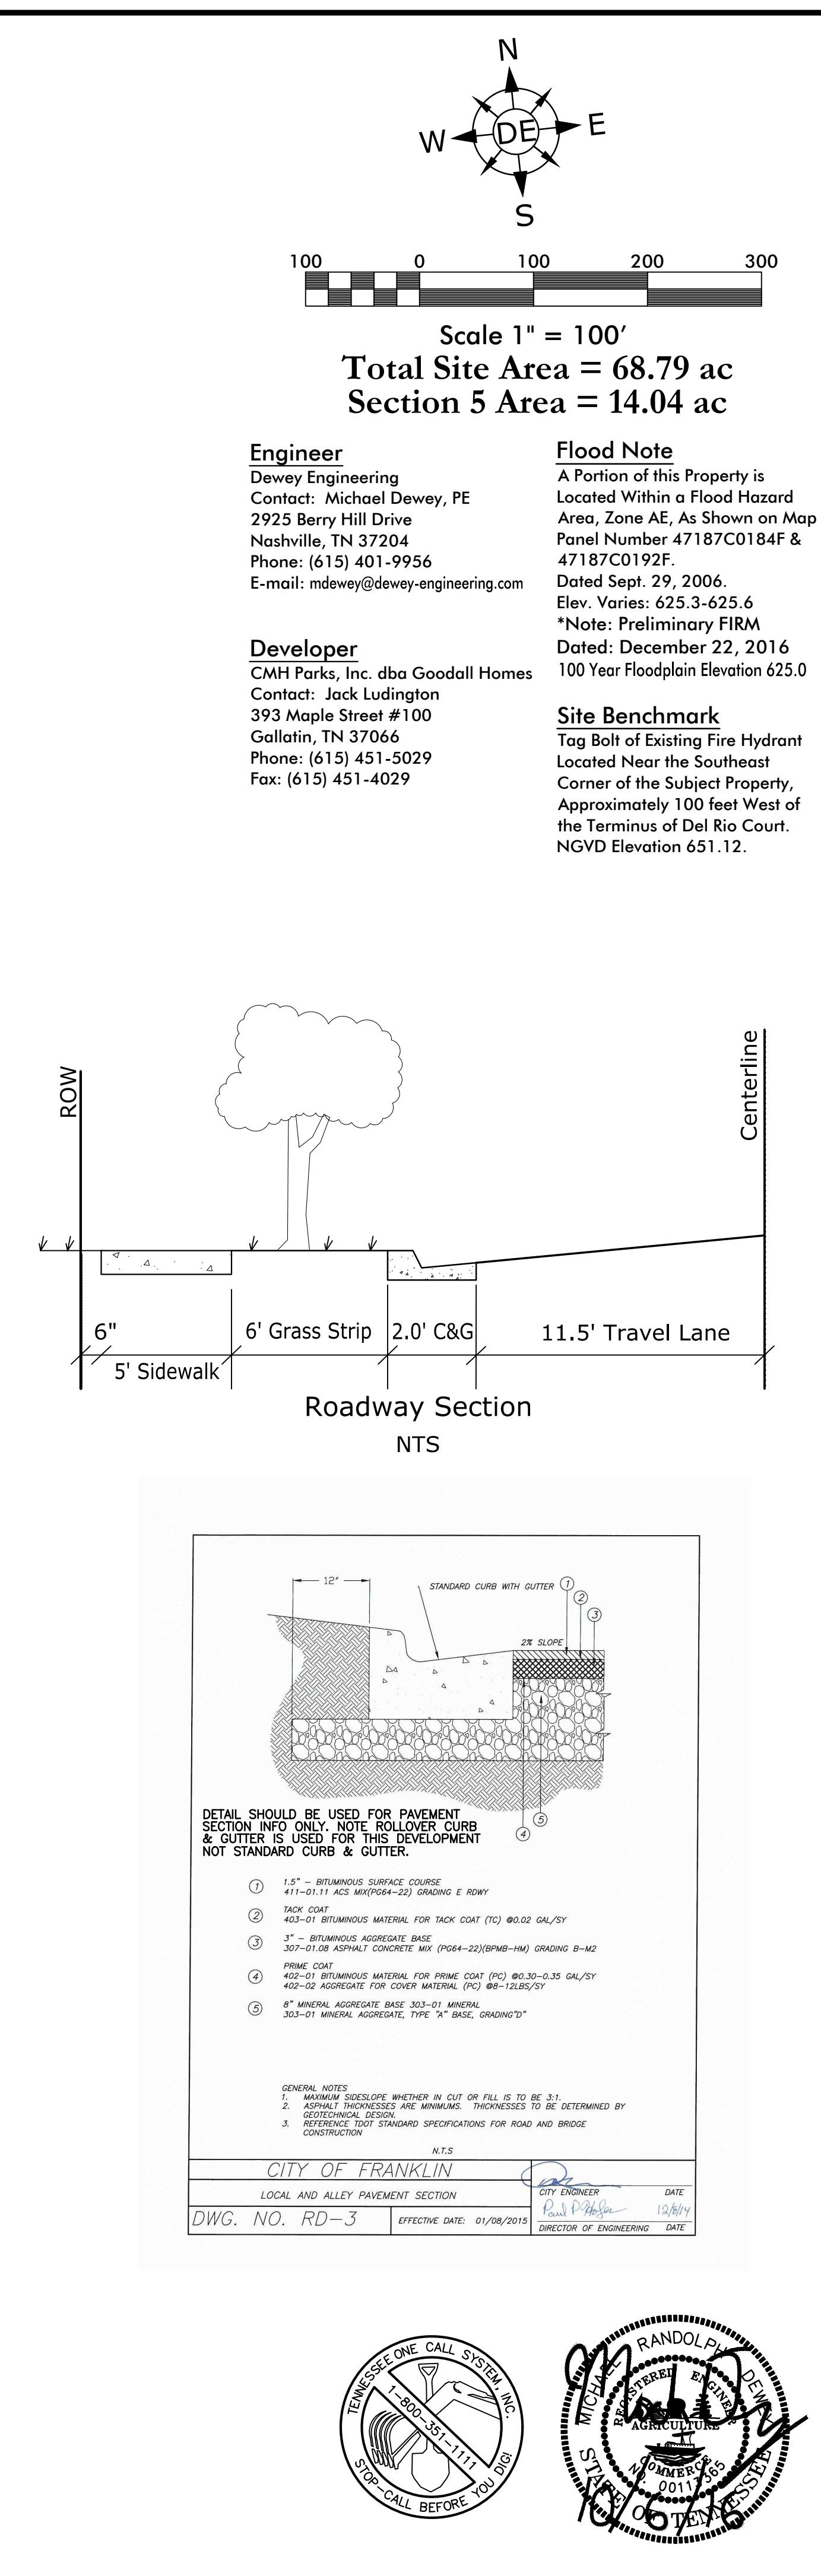 N
W DE E
S
100 0 100 200 300
Scale 1" = 100'
Total Site Area = 68.79 ac
Section 5 Area = 14.04 ac
Engineer
Dewey Engineering
Contact: Michael Dewey, PE
2925 Berry Hill Drive
Nashville, TN 37204
Phone: (615) 401-9956
E-mail: mdewey@dewey-engineering.com
Developer
CMH Parks, Inc. dba Goodall Homes
Contact: Jack Ludington
393 Maple Street #100
Gallatin, TN 37066
Phone: (615) 451-5029
Fax: (615) 451-4029
Flood Note
A Portion of this Property is
Located Within a Flood Hazard
Area, Zone AE, As Shown on Map
Panel Number 47187C0184F &
47187C0192F.
Dated Sept. 29, 2006.
Elev. Varies: 625.3-625.6
*Note: Preliminary FIRM
Dated: December 22, 2016
100 Year Floodplain Elevation 625.0
Site Benchmark
Tag Bolt of Existing Fire Hydrant
Located Near the Southeast
Corner of the Subject Property,
Approximately 100 feet West of
the Terminus of Del Rio Court.
NGVD Elevation 651.12.
ROW
Centerline
6" 6' Grass Strip 2.0' C&G 11.5' Travel Lane
5' Sidewalk
Roadway Section
NTS
12"
STANDARD CURB WITH GUTTER
1
2
3
2% SLOPE
5
4
DETAIL SHOULD BE USED FOR PAVEMENT
SECTION INFO ONLY. NOTE ROLLOVER CURB
& GUTTER IS USED FOR THIS DEVELOPMENT
NOT STANDARD CURB & GUTTER.
1 1.5" - BITUMINOUS SURFACE COURSE
411-01.11 ACS MIX(PG64-22) GRADING E RDWY
2 TACK COAT
403-01 BITUMINOUS MATERIAL FOR TACK COAT (TC) @0.02 GAL/SY
3 3" - BITUMINOUS AGGREGATE BASE
307-01.08 ASPHALT CONCRETE MIX (PG64-22)(BPMB-HM) GRADING B-M2
4 PRIME COAT
402-01 BITUMINOUS MATERIAL FOR PRIME COAT (PC) @0.30-0.35 GAL/SY
402-02 AGGREGATE FOR COVER MATERIAL (PC) @8-12LBS/SY
5 8" MINERAL AGGREGATE BASE 303-01 MINERAL
303-01 MINERAL AGGREGATE, TYPE "A" BASE, GRADING"D"
GENERAL NOTES
1. MAXIMUM SIDESLOPE WHETHER IN CUT OR FILL IS TO BE 3:1.
2. ASPHALT THICKNESSES ARE MINIMUMS. THICKNESSES TO BE DETERMINED BY
GEOTECHNICAL DESIGN.
3. REFERENCE TDOT STANDARD SPECIFICATIONS FOR ROAD AND BRIDGE
CONSTRUCTION
N.T.S
CITY OF FRANKLIN
LOCAL AND ALLEY PAVEMENT SECTION
DWG. NO. RD-3
EFFECTIVE DATE: 01/08/2015
CITY ENGINEER DATE
12/8/14
DIRECTOR OF ENGINEERING DATE
TENNESSEE ONE CALL SYSTEM, INC.
1-800-351-1111
STOP-CALL BEFORE YOU DIG!
MICHAEL RANDOLPH DEWEY
REGISTERED ENGINEER
AGRICULTURE
COMMERCE
STATE OF TENNESSEE
10/6/16